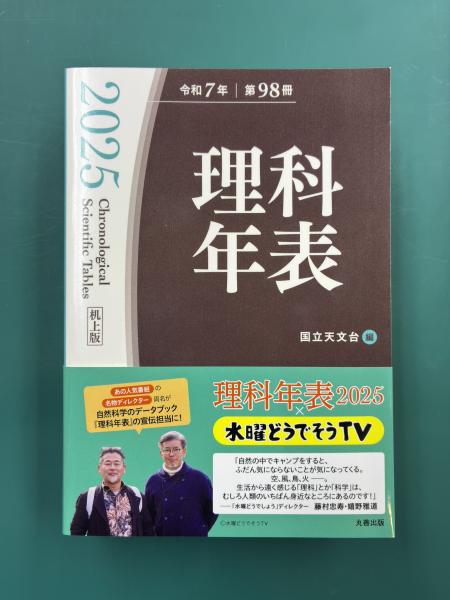 令和7年 | 第98冊
2025
Chronological
Scientific Tables
机上版
理科
年表
国立天文台 編
あの人気番組の
名物ディレクター両名が
自然科学のデータブック
『理科年表』の宣伝担当に!
理科年表2025
×
水曜どうでそうTV
「自然の中でキャンプをすると、
ふだん気にならないことが気になってくる。
空、風、鳥、火――。
生活から遠く感じる「理科」とか「科学」は、
むしろ人類のいちばん身近なところにあるのです!」
――「水曜どうでしょう」ディレクター 藤村忠寿・嬉野雅道
©水曜どうでそうTV
丸善出版